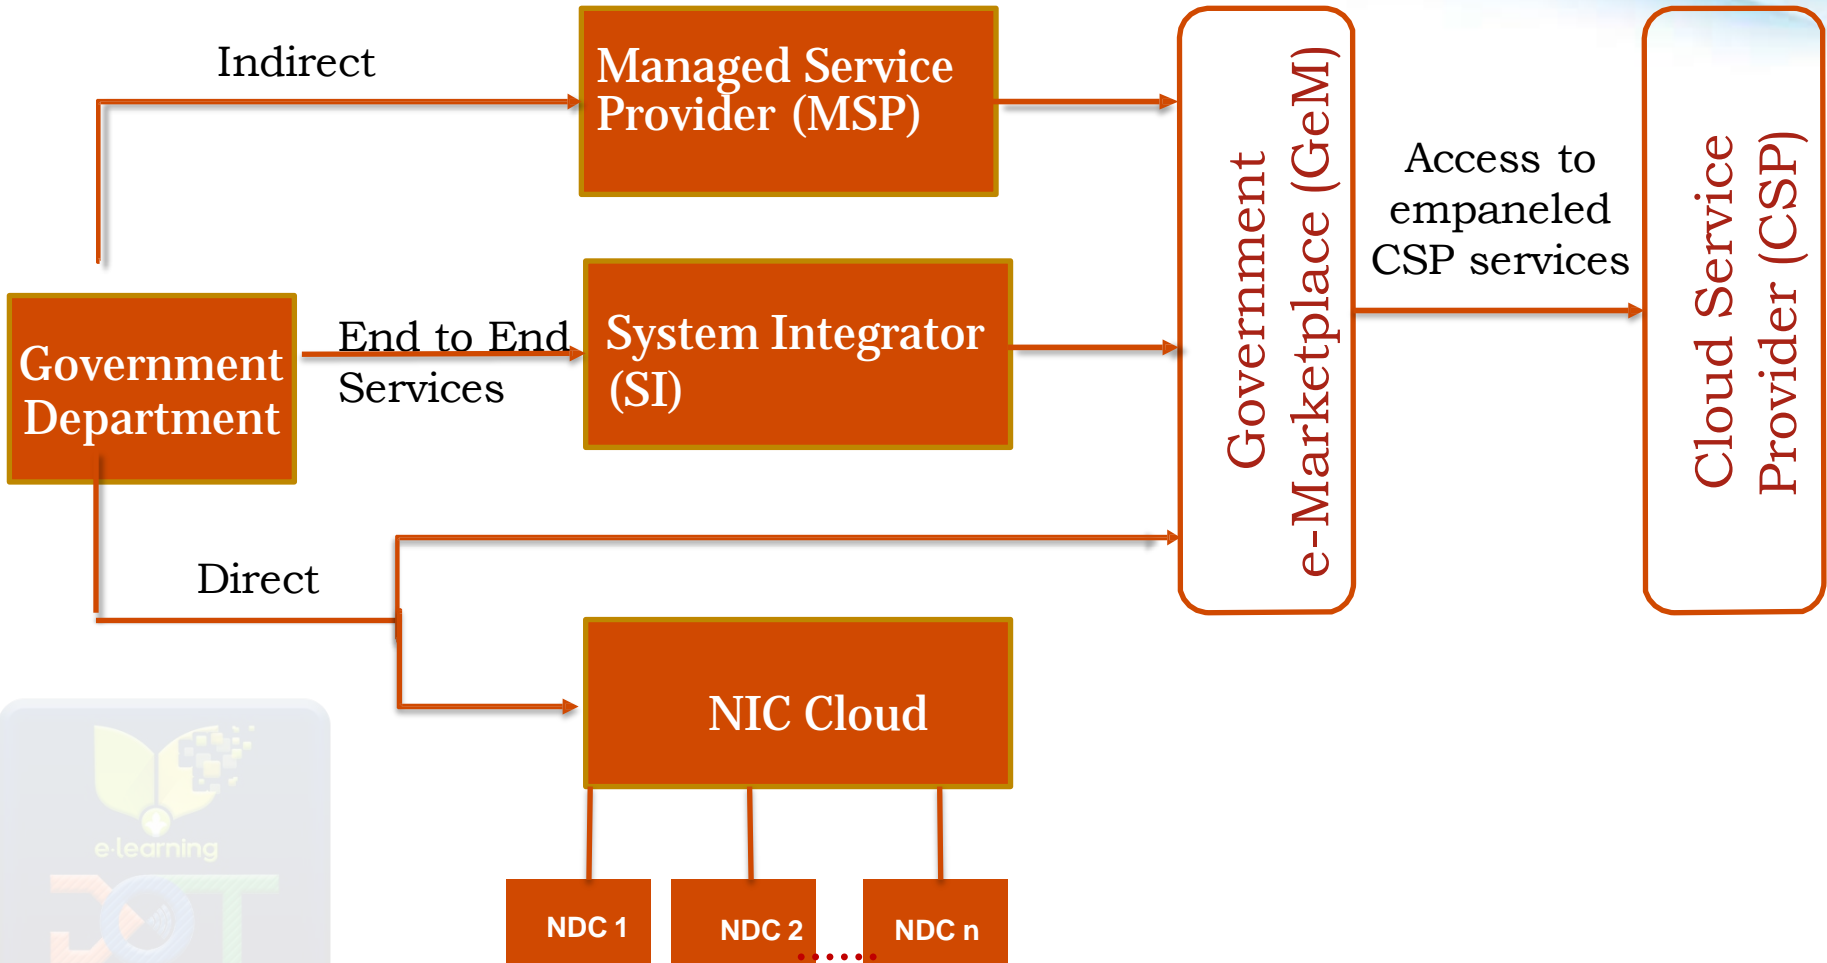 Indirect
Managed Service
Provider (MSP)
Government
e-Marketplace (GeM)
Access to
empaneled
CSP services
Cloud Service
Provider (CSP)
Government
Department
End to End
Services
System Integrator
(SI)
Direct
NIC Cloud
NDC 1
NDC 2
......
NDC n
e-learning
BOT